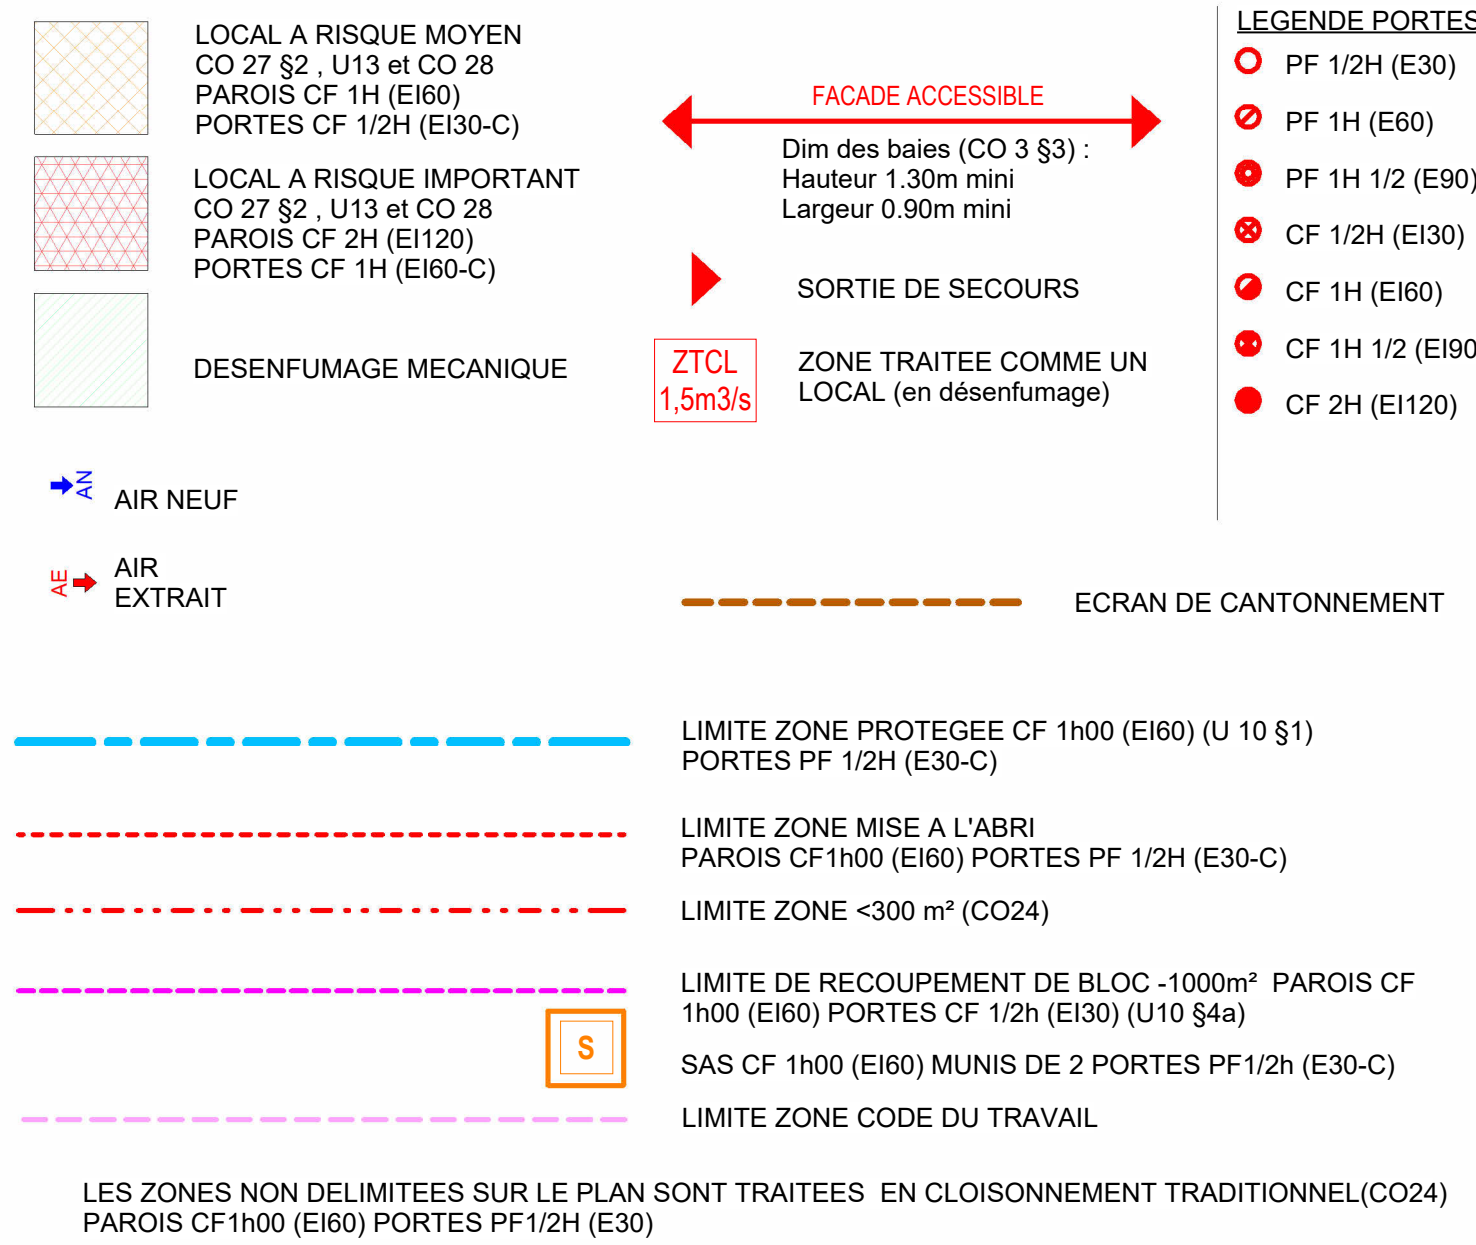 LOCAL A RISQUE MOYEN
CO 27 §2 , U13 et CO 28
PAROIS CF 1H (EI60)
PORTES CF 1/2H (EI30-C)
LOCAL A RISQUE IMPORTANT
CO 27 §2 , U13 et CO 28
PAROIS CF 2H (EI120)
PORTES CF 1H (EI60-C)
DESENFUMAGE MECANIQUE
AN
AIR NEUF
AE
AIR
EXTRAIT
FACADE ACCESSIBLE
Dim des baies (CO 3 §3) :
Hauteur 1.30m mini
Largeur 0.90m mini
SORTIE DE SECOURS
ZTCL
1,5m3/s
ZONE TRAITEE COMME UN
LOCAL (en désenfumage)
LEGENDE PORTES
PF 1/2H (E30)
PF 1H (E60)
PF 1H 1/2 (E90)
CF 1/2H (EI30)
CF 1H (EI60)
CF 1H 1/2 (EI90
CF 2H (EI120)
ECRAN DE CANTONNEMENT
LIMITE ZONE PROTEGEE CF 1h00 (EI60) (U 10 §1)
PORTES PF 1/2H (E30-C)
LIMITE ZONE MISE A L'ABRI
PAROIS CF1h00 (EI60) PORTES PF 1/2H (E30-C)
LIMITE ZONE <300 m² (CO24)
LIMITE DE RECOUPEMENT DE BLOC -1000m² PAROIS CF
1h00 (EI60) PORTES CF 1/2h (EI30) (U10 §4a)
S
SAS CF 1h00 (EI60) MUNIS DE 2 PORTES PF1/2h (E30-C)
LIMITE ZONE CODE DU TRAVAIL
LES ZONES NON DELIMITEES SUR LE PLAN SONT TRAITEES EN CLOISONNEMENT TRADITIONNEL(CO24)
PAROIS CF1h00 (EI60) PORTES PF1/2H (E30)